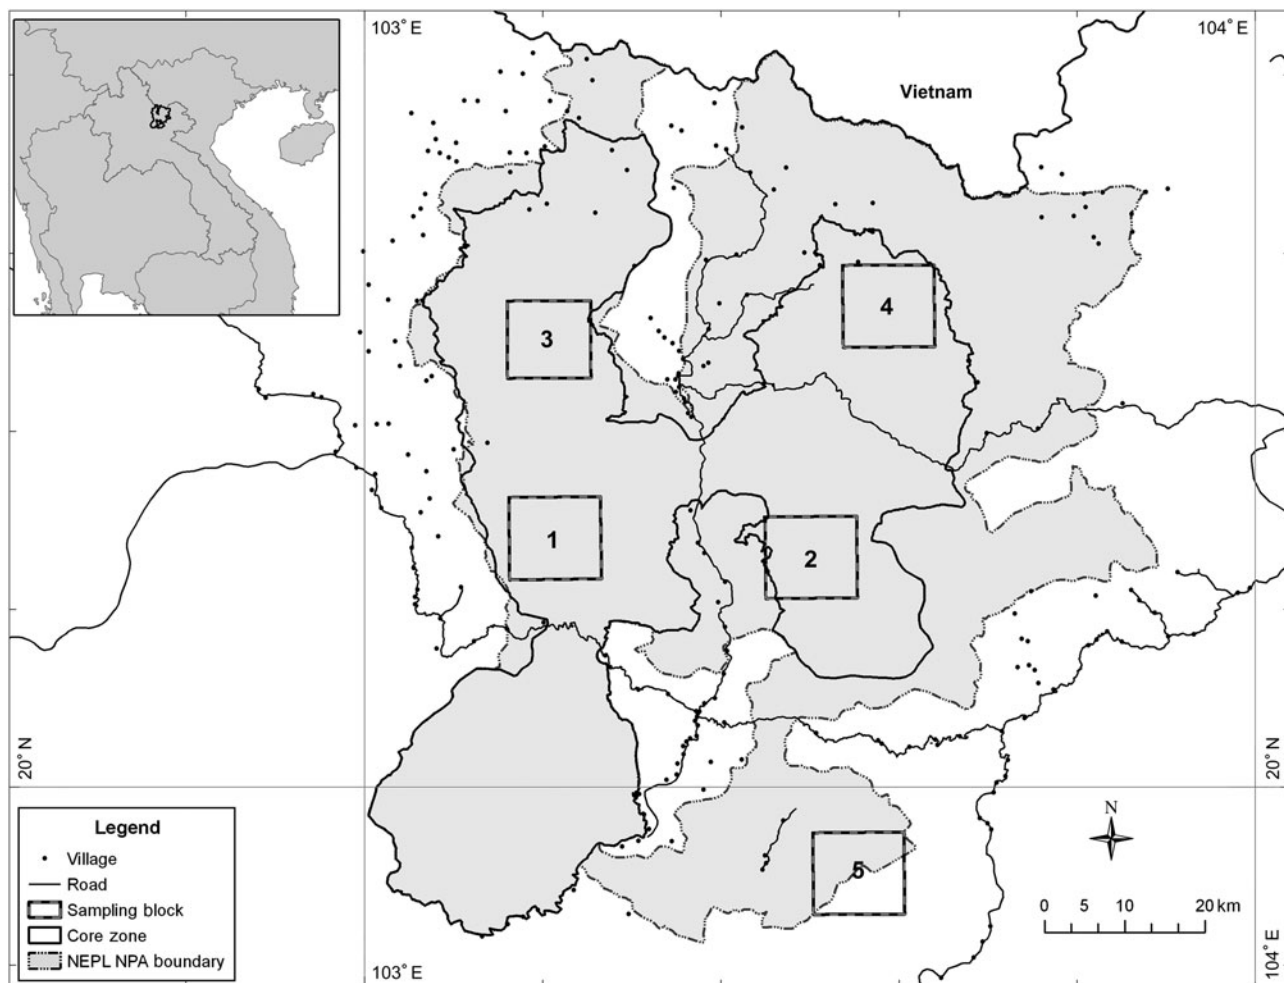 103° E
104° E
Vietnam
3
4
1
2
20° N
20° N
Legend
Village
Road
Sampling block
Core zone
NEPL NPA boundary
5
N
0 5 10 20 km
103° E
104° E